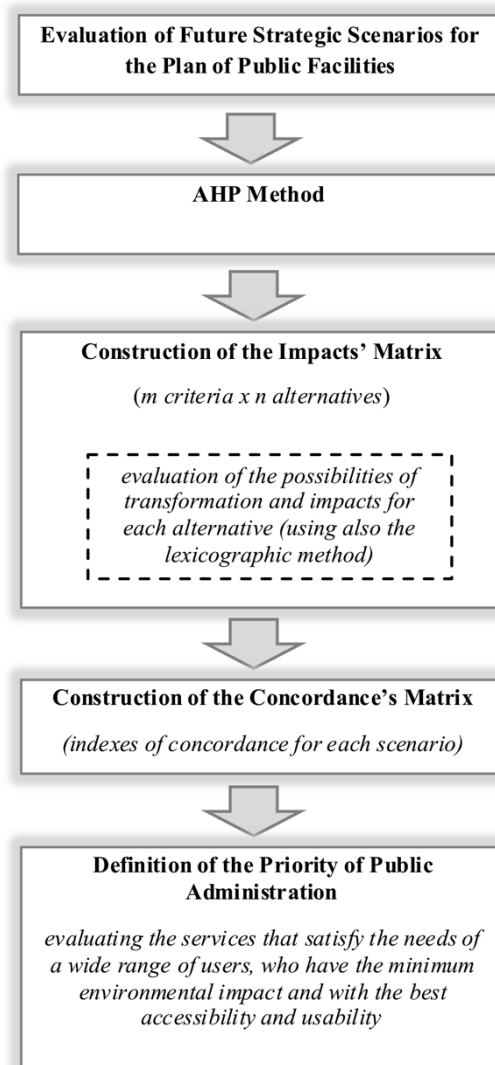 Evaluation of Future Strategic Scenarios for
the Plan of Public Facilities
AHP Method
Construction of the Impacts’ Matrix
(m criteria x n alternatives)
evaluation of the possibilities of
transformation and impacts for
each alternative (using also the
lexicographic method)
Construction of the Concordance’s Matrix
(indexes of concordance for each scenario)
Definition of the Priority of Public
Administration
evaluating the services that satisfy the needs of
a wide range of users, who have the minimum
environmental impact and with the best
accessibility and usability